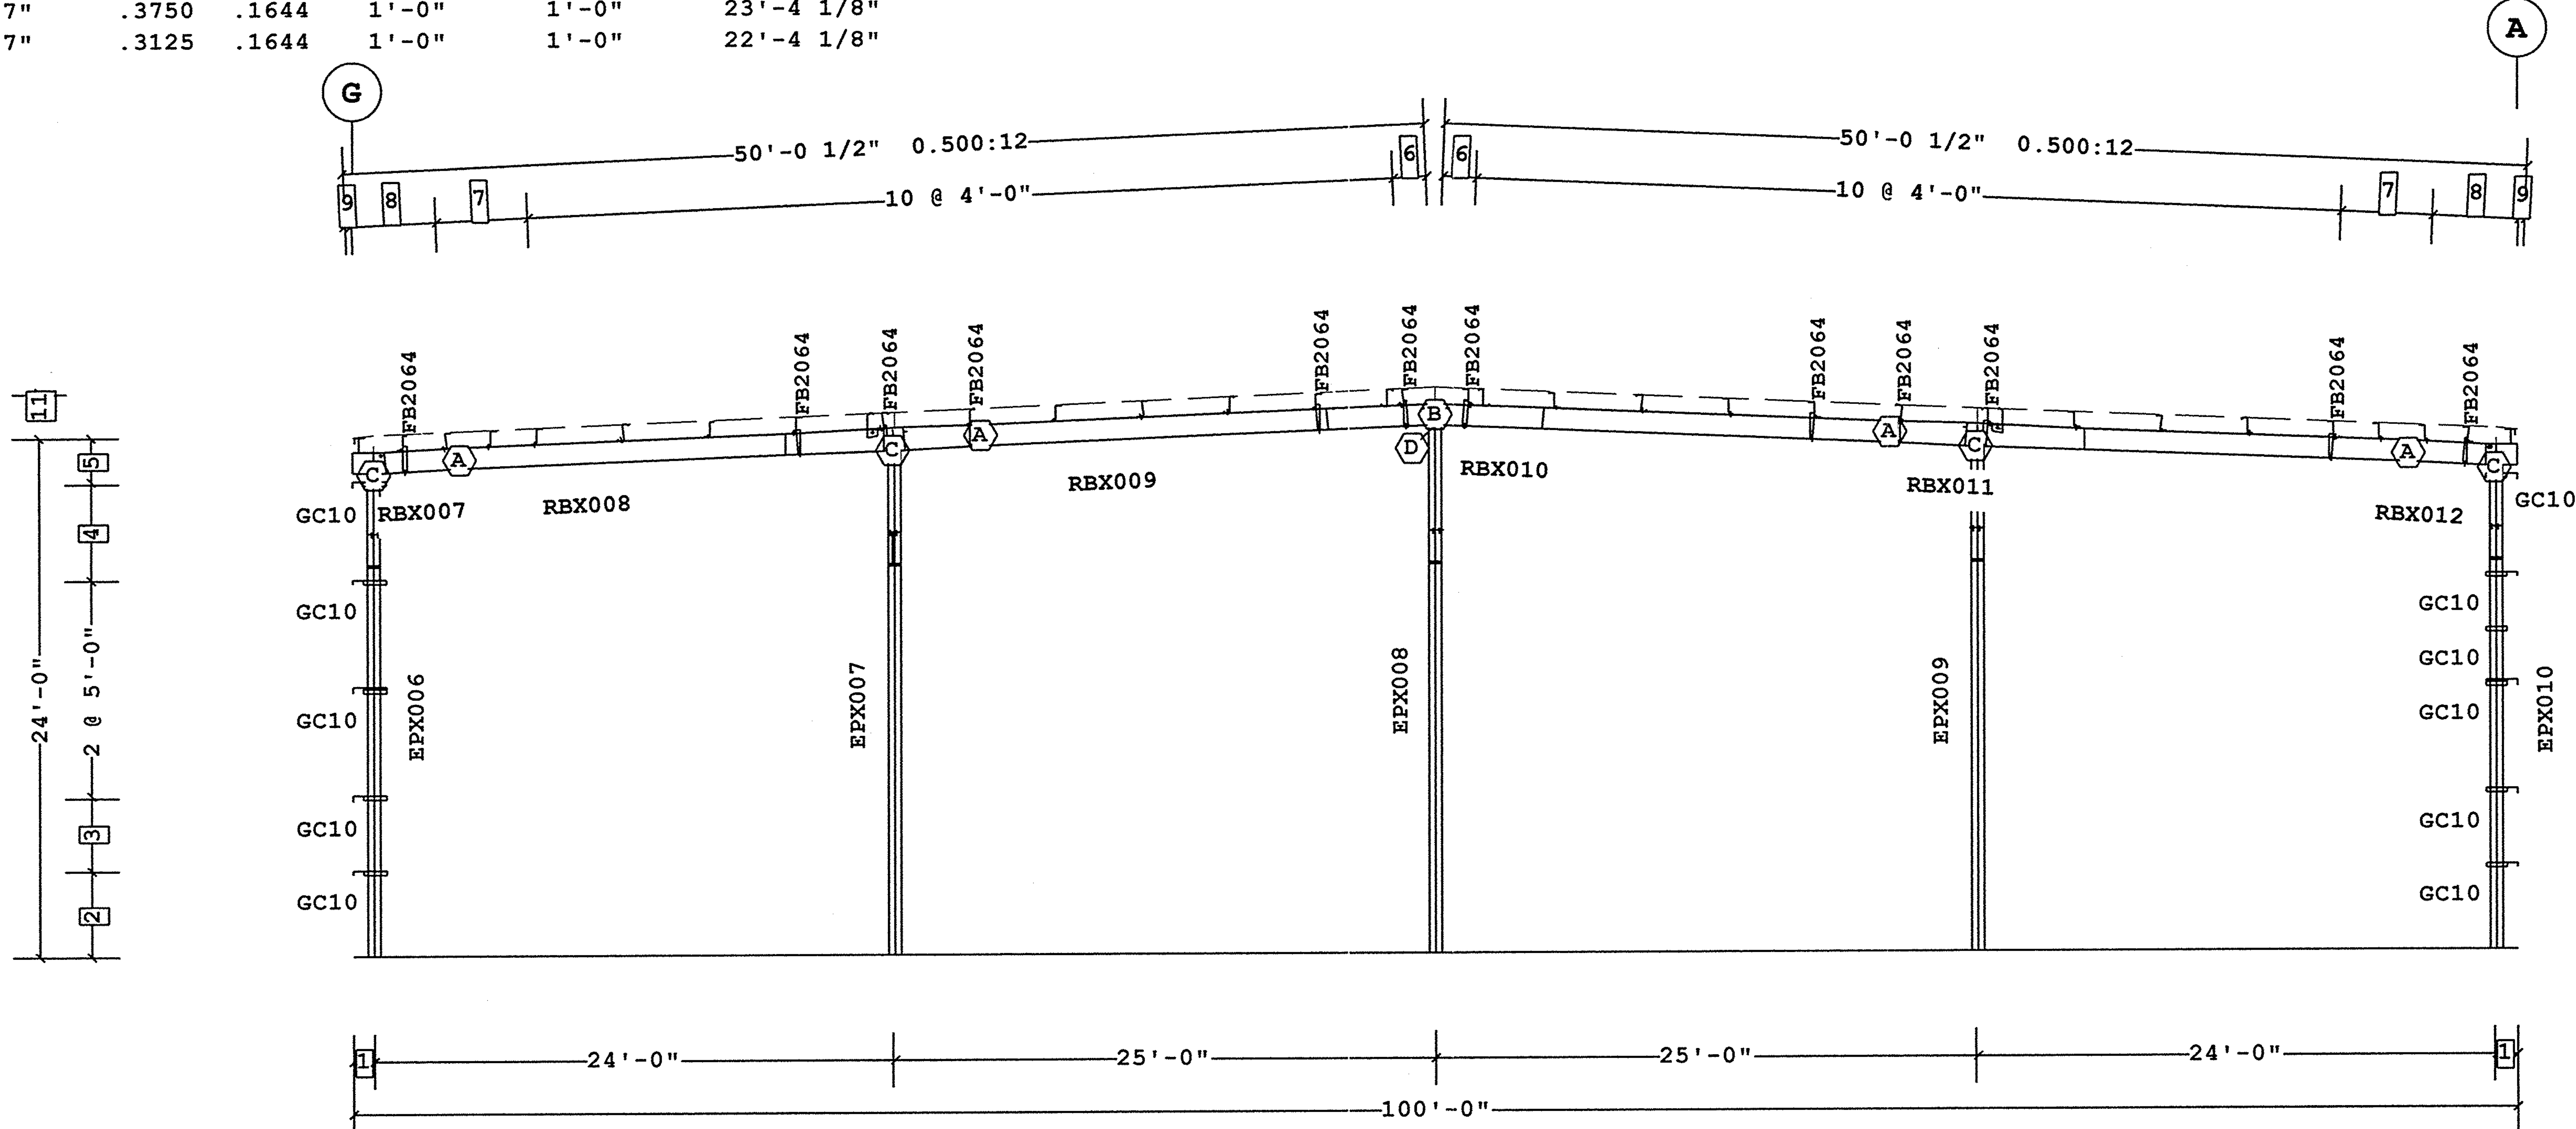 7" .3750 .1644 1'-0" 1'-0" 23'-4 1/8"
7" .3125 .1644 1'-0" 1'-0" 22'-4 1/8"
G
A
50'-0 1/2" 0.500:12
50'-0 1/2" 0.500:12
9
8
7
10 @ 4'-0"
6
6
10 @ 4'-0"
7
8
9
11
FB2064
FB2064
FB2064
FB2064
FB2064
FB2064
FB2064
FB2064
FB2064
FB2064
FB2064
FB2064
C
A
C
A
B
D
A
C
A
C
RBX007
RBX008
RBX009
RBX010
RBX011
RBX012
24'-0"
5
4
2 @ 5'-0"
3
2
GC10
GC10
GC10
GC10
GC10
EPX006
EPX007
EPX008
EPX009
EPX010
GC10
GC10
GC10
GC10
GC10
GC10
1
24'-0"
25'-0"
25'-0"
24'-0"
1
100'-0"